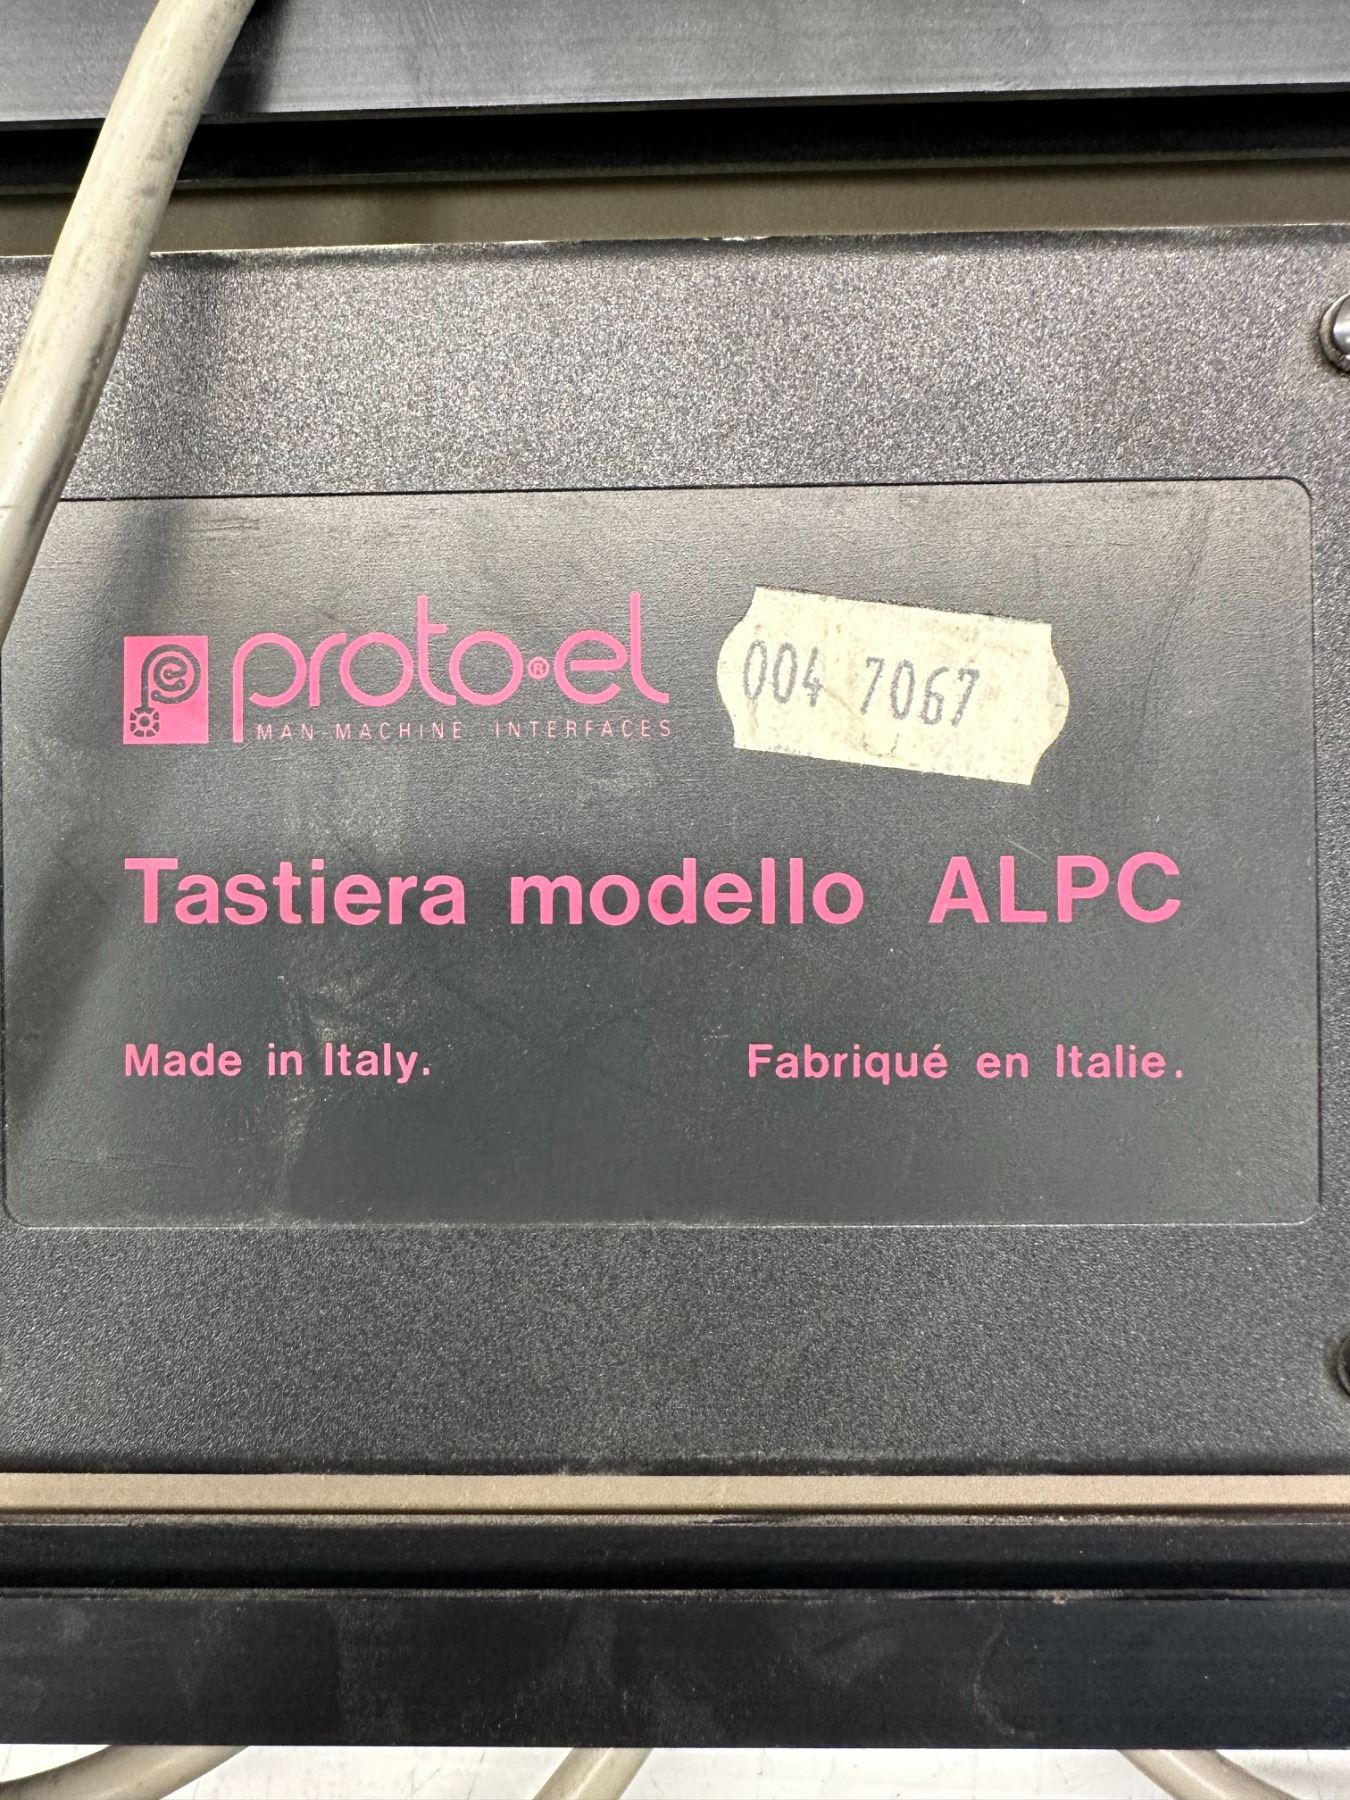 proto·el®
MAN-MACHINE INTERFACES
004 7067
Tastiera modello ALPC
Made in Italy.
Fabriqué en Italie.